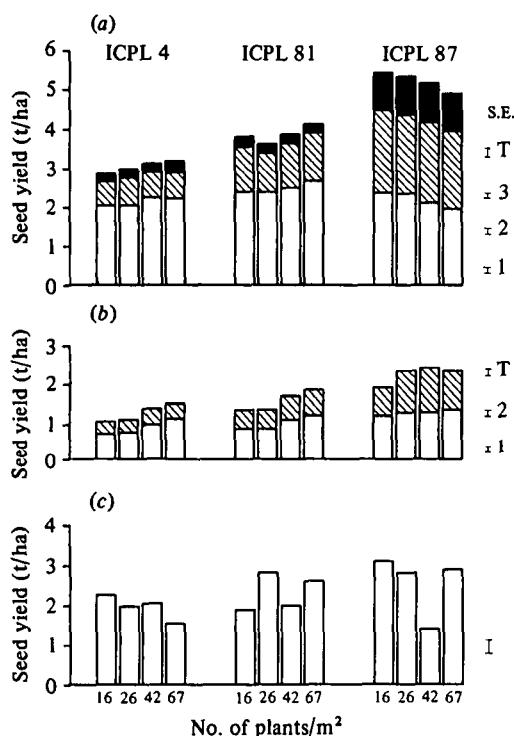 (a)
ICPL 4 ICPL 81 ICPL 87
Seed yield (t/ha)
6
5
4
3
2
1
0
S.E.
T
3
2
1
(b)
Seed yield (t/ha)
3
2
1
0
T
2
1
(c)
Seed yield (t/ha)
4
3
2
1
0
16 26 42 67 16 26 42 67 16 26 42 67
No. of plants/m²